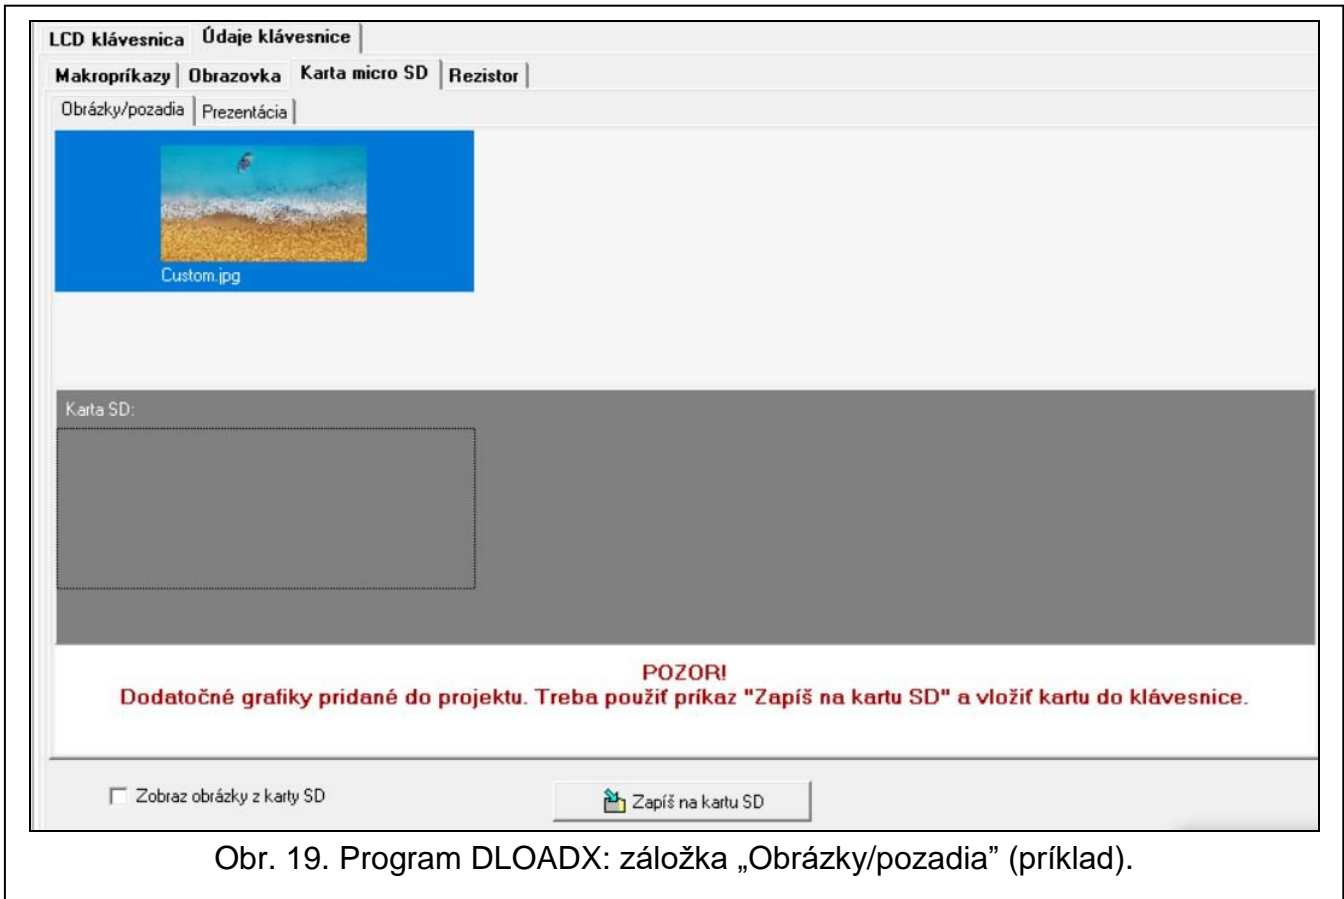 LCD klávesnica Údaje klávesnice
Makropríkazy Obrazovka Karta micro SD Rezistor
Obrázky/pozadia Prezentácia
Custom.jpg
Karta SD:
POZOR!
Dodatočné grafiky pridané do projektu. Treba použiť príkaz "Zapíš na kartu SD" a vložiť kartu do klávesnice.
Zobraz obrázky z karty SD Zapíš na kartu SD
Obr. 19. Program DLOADX: záložka „Obrázky/pozadia” (príklad).